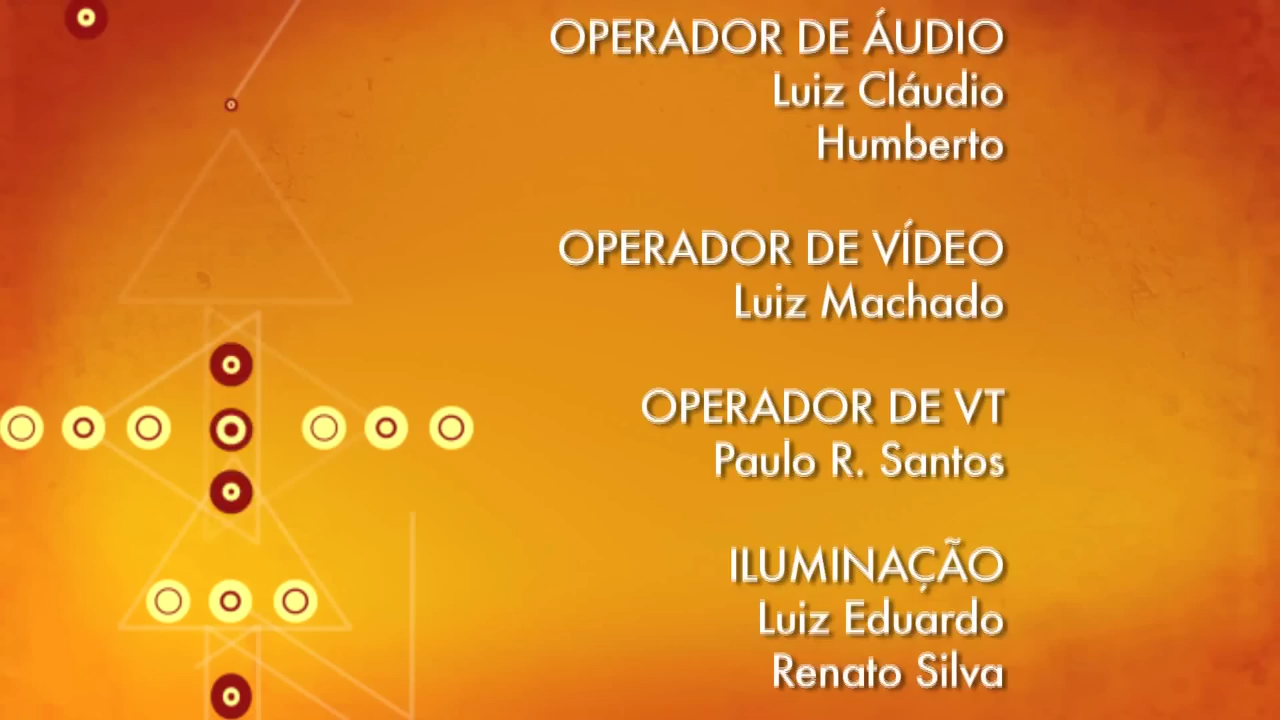 OPERADOR DE ÁUDIO
Luiz Cláudio
Humberto
OPERADOR DE VÍDEO
Luiz Machado
OPERADOR DE VT
Paulo R. Santos
ILUMINAÇÃO
Luiz Eduardo
Renato Silva